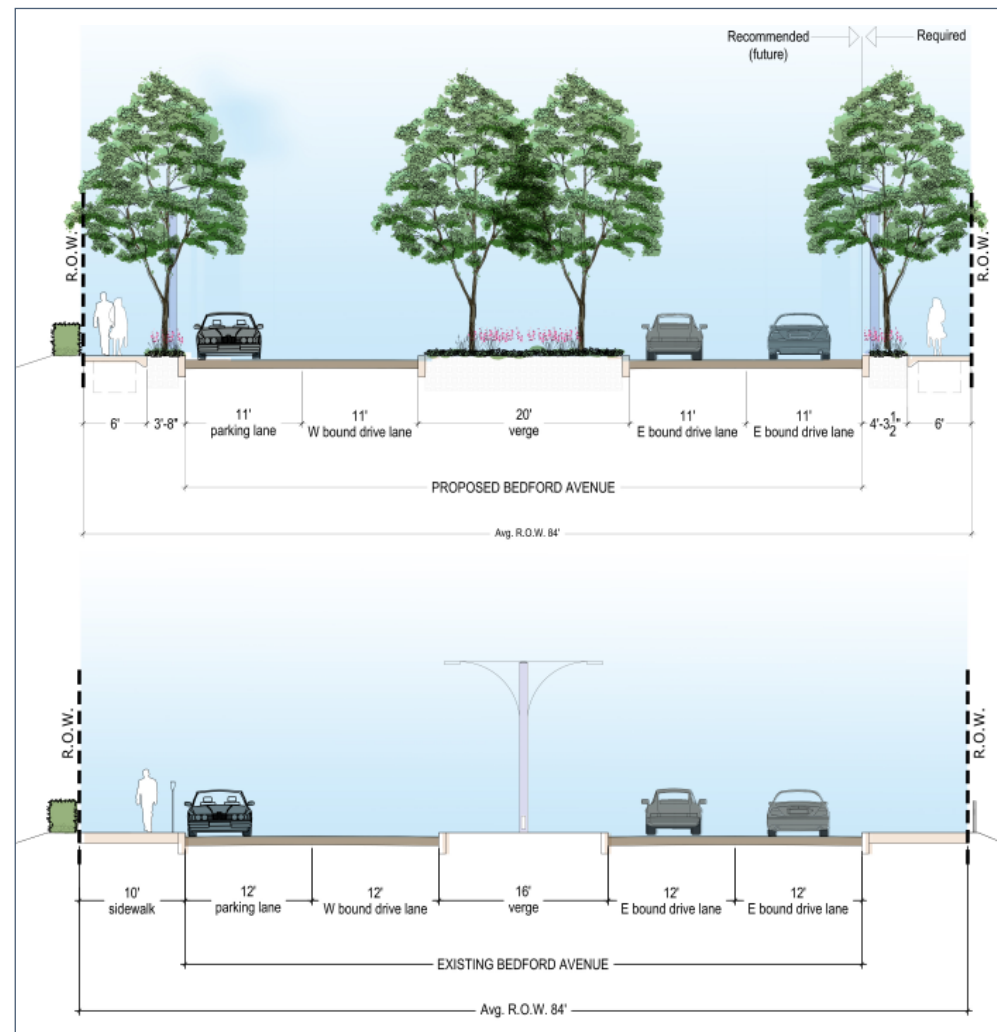 Recommended
(future)
Required
R.O.W.
R.O.W.
6'
3'-8"
11'
parking lane
11'
W bound drive lane
20'
verge
11'
E bound drive lane
11'
E bound drive lane
4'-3 1/2"
6'
PROPOSED BEDFORD AVENUE
Avg. R.O.W. 84'
R.O.W.
R.O.W.
10'
sidewalk
12'
parking lane
12'
W bound drive lane
16'
verge
12'
E bound drive lane
12'
E bound drive lane
EXISTING BEDFORD AVENUE
Avg. R.O.W. 84'